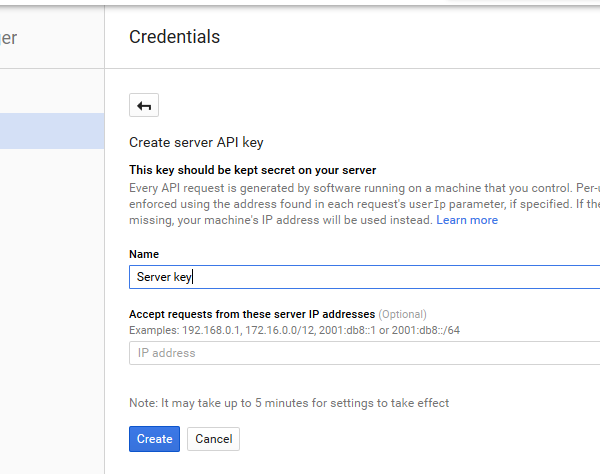 ger
Credentials
Create server API key
This key should be kept secret on your server
Every API request is generated by software running on a machine that you control. Per-u
enforced using the address found in each request's userIp parameter, if specified. If the
missing, your machine's IP address will be used instead. Learn more
Name
Server key
Accept requests from these server IP addresses (Optional)
Examples: 192.168.0.1, 172.16.0.0/12, 2001:db8::1 or 2001:db8::/64
IP address
Note: It may take up to 5 minutes for settings to take effect
Create Cancel